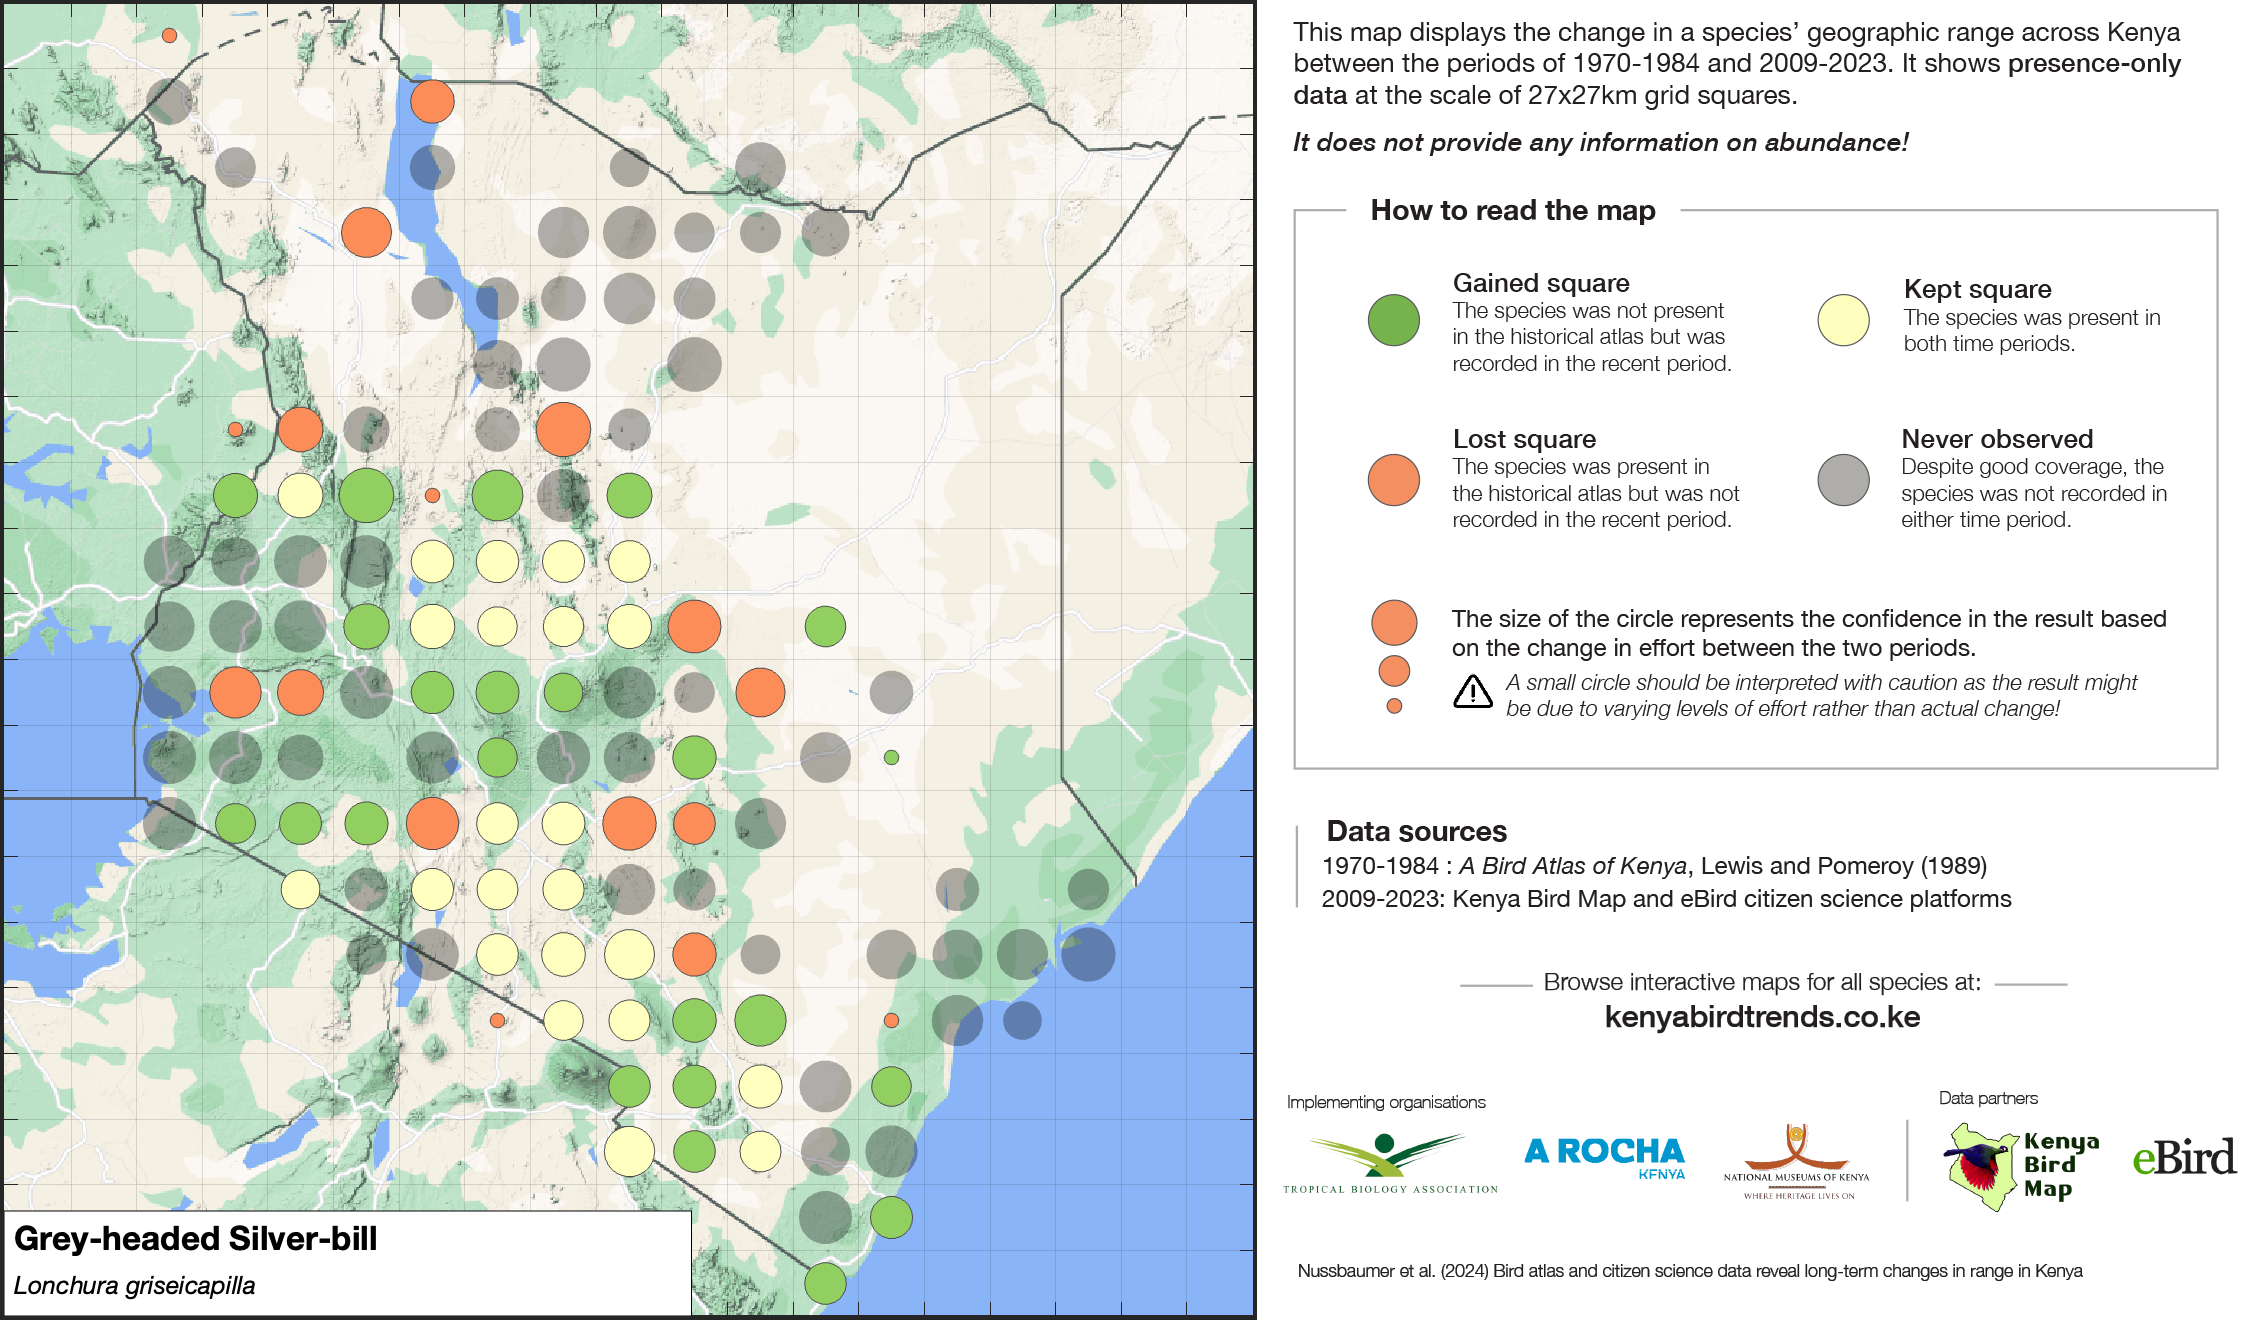 This map displays the change in a species’ geographic range across Kenya
between the periods of 1970-1984 and 2009-2023. It shows presence-only
data at the scale of 27x27km grid squares.
It does not provide any information on abundance!
How to read the map
Gained square
The species was not present
in the historical atlas but was
recorded in the recent period.
Kept square
The species was present in
both time periods.
Lost square
The species was present in
the historical atlas but was not
recorded in the recent period.
Never observed
Despite good coverage, the
species was not recorded in
either time period.
The size of the circle represents the confidence in the result based
on the change in effort between the two periods.
A small circle should be interpreted with caution as the result might
be due to varying levels of effort rather than actual change!
Data sources
1970-1984 : A Bird Atlas of Kenya, Lewis and Pomeroy (1989)
2009-2023: Kenya Bird Map and eBird citizen science platforms
Browse interactive maps for all species at:
kenyabirdtrends.co.ke
Implementing organisations
Data partners
TROPICAL BIOLOGY ASSOCIATION
A ROCHA
KENYA
NATIONAL MUSEUMS OF KENYA
WHERE HERITAGE LIVES ON
Kenya
Bird
Map
eBird
Nussbaumer et al. (2024) Bird atlas and citizen science data reveal long-term changes in range in Kenya
Grey-headed Silver-bill
Lonchura griseicapilla